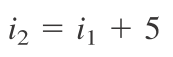 i₂ = i₁ + 5